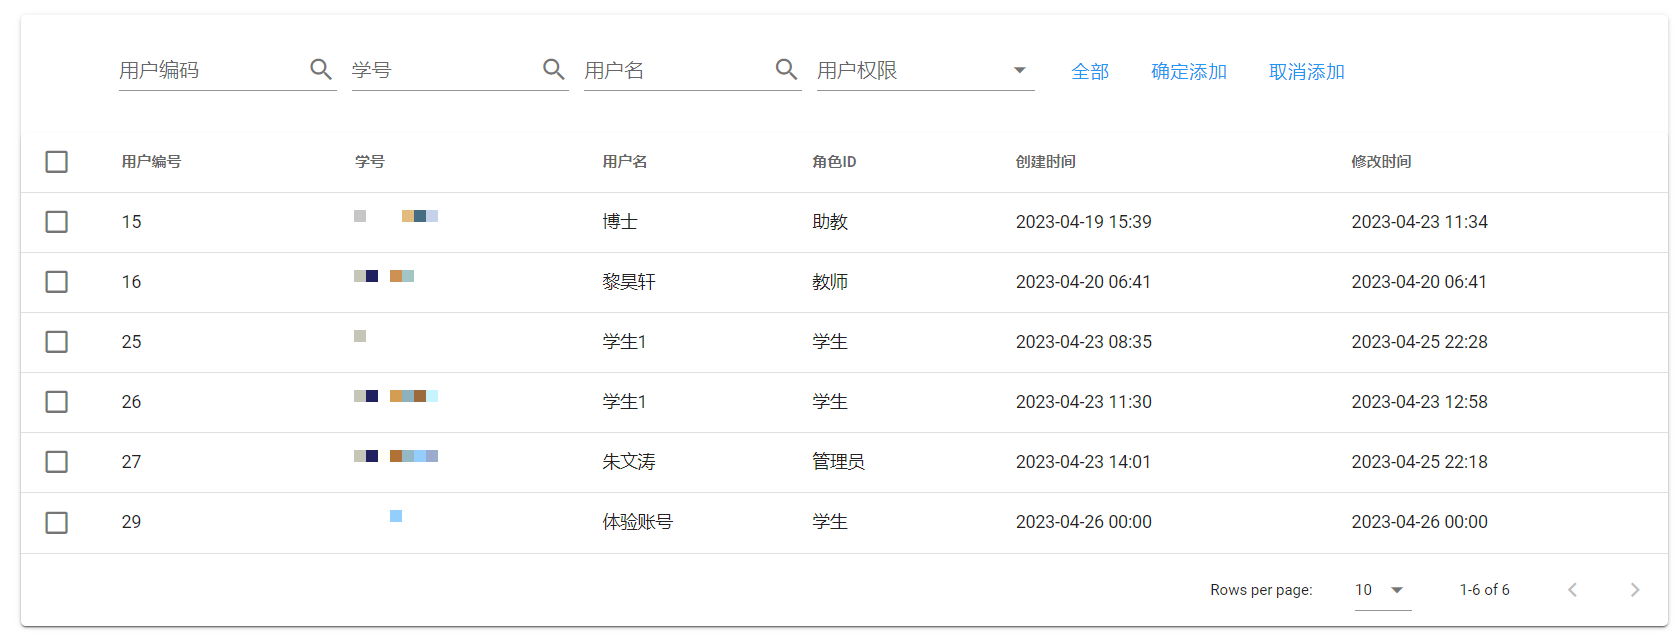 用户编码 学号 用户名 用户权限 全部 确定添加 取消添加
用户编号 学号 用户名 角色ID 创建时间 修改时间
15 博士 助教 2023-04-19 15:39 2023-04-23 11:34
16 黎昊轩 教师 2023-04-20 06:41 2023-04-20 06:41
25 学生1 学生 2023-04-23 08:35 2023-04-25 22:28
26 学生1 学生 2023-04-23 11:30 2023-04-23 12:58
27 朱文涛 管理员 2023-04-23 14:01 2023-04-25 22:18
29 体验账号 学生 2023-04-26 00:00 2023-04-26 00:00
Rows per page: 10 1-6 of 6